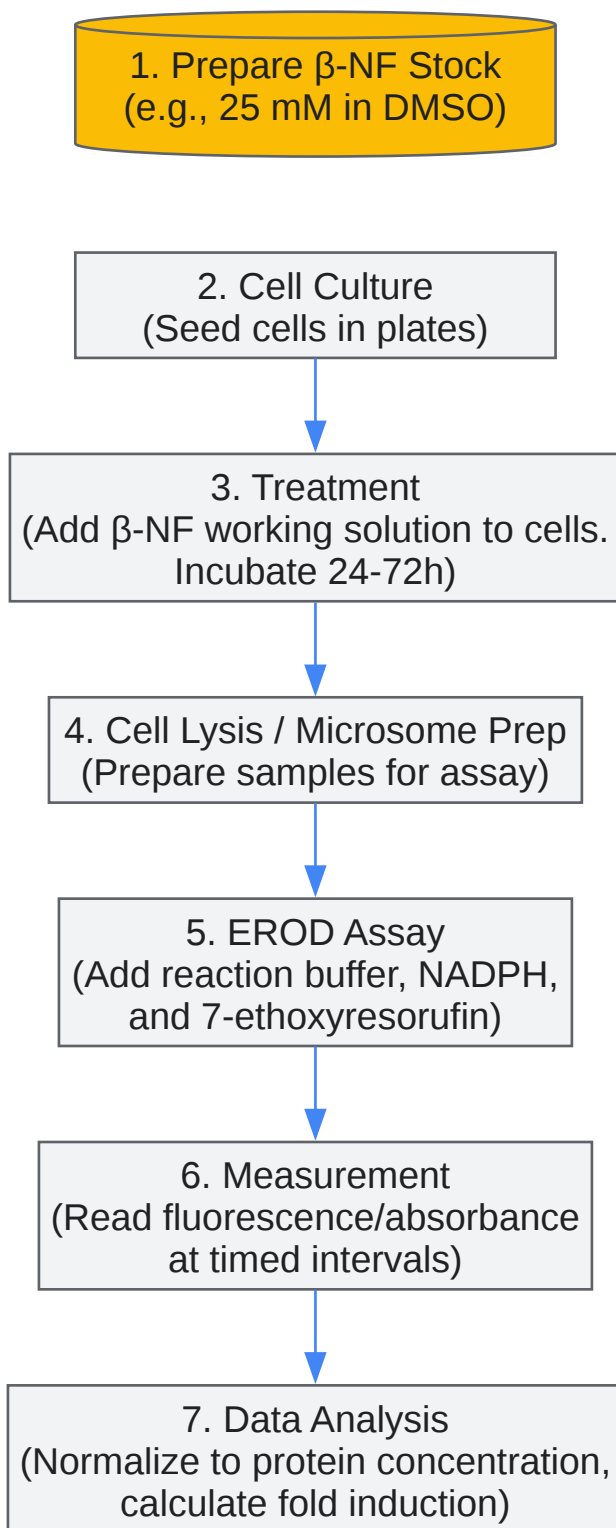 1. Prepare β-NF Stock
(e.g., 25 mM in DMSO)
2. Cell Culture
(Seed cells in plates)
3. Treatment
(Add β-NF working solution to cells.
Incubate 24-72h)
4. Cell Lysis / Microsome Prep
(Prepare samples for assay)
5. EROD Assay
(Add reaction buffer, NADPH,
and 7-ethoxyresorufin)
6. Measurement
(Read fluorescence/absorbance
at timed intervals)
7. Data Analysis
(Normalize to protein concentration,
calculate fold induction)